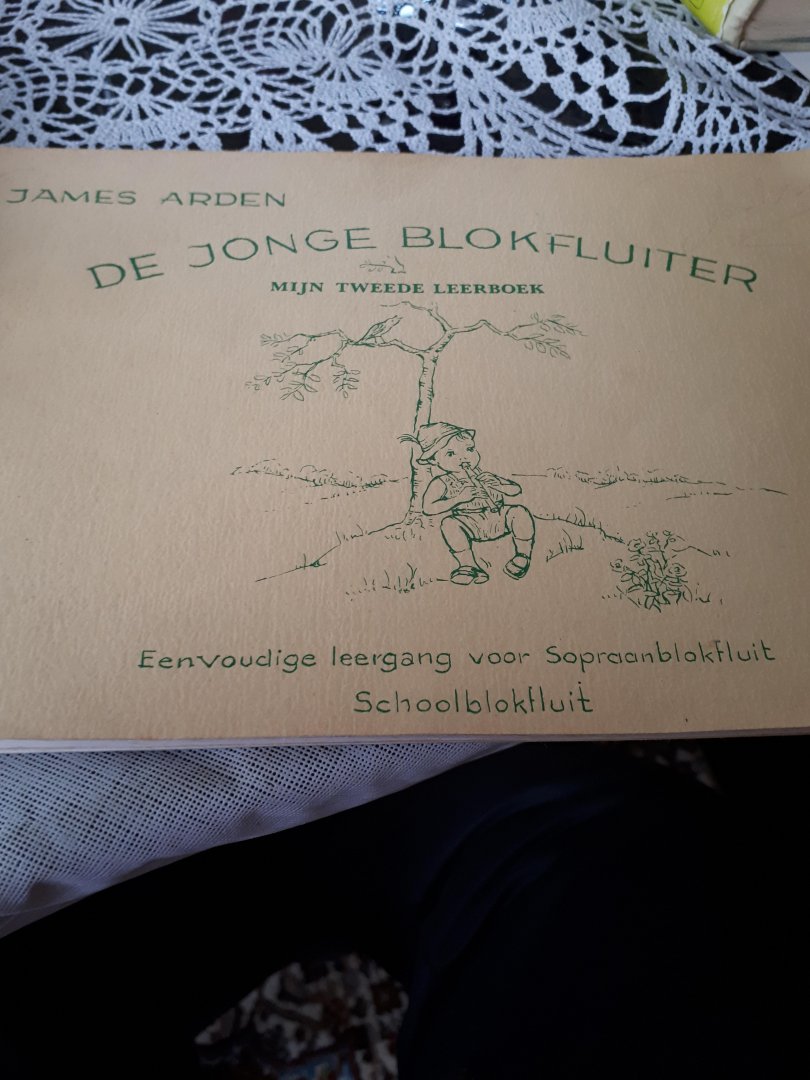 JAMES ARDEN
DE JONGE BLOKFLUITER
MIJN TWEEDE LEERBOEK
Eenvoudige leergang voor Sopraanblokfluit
Schoolblokfluit